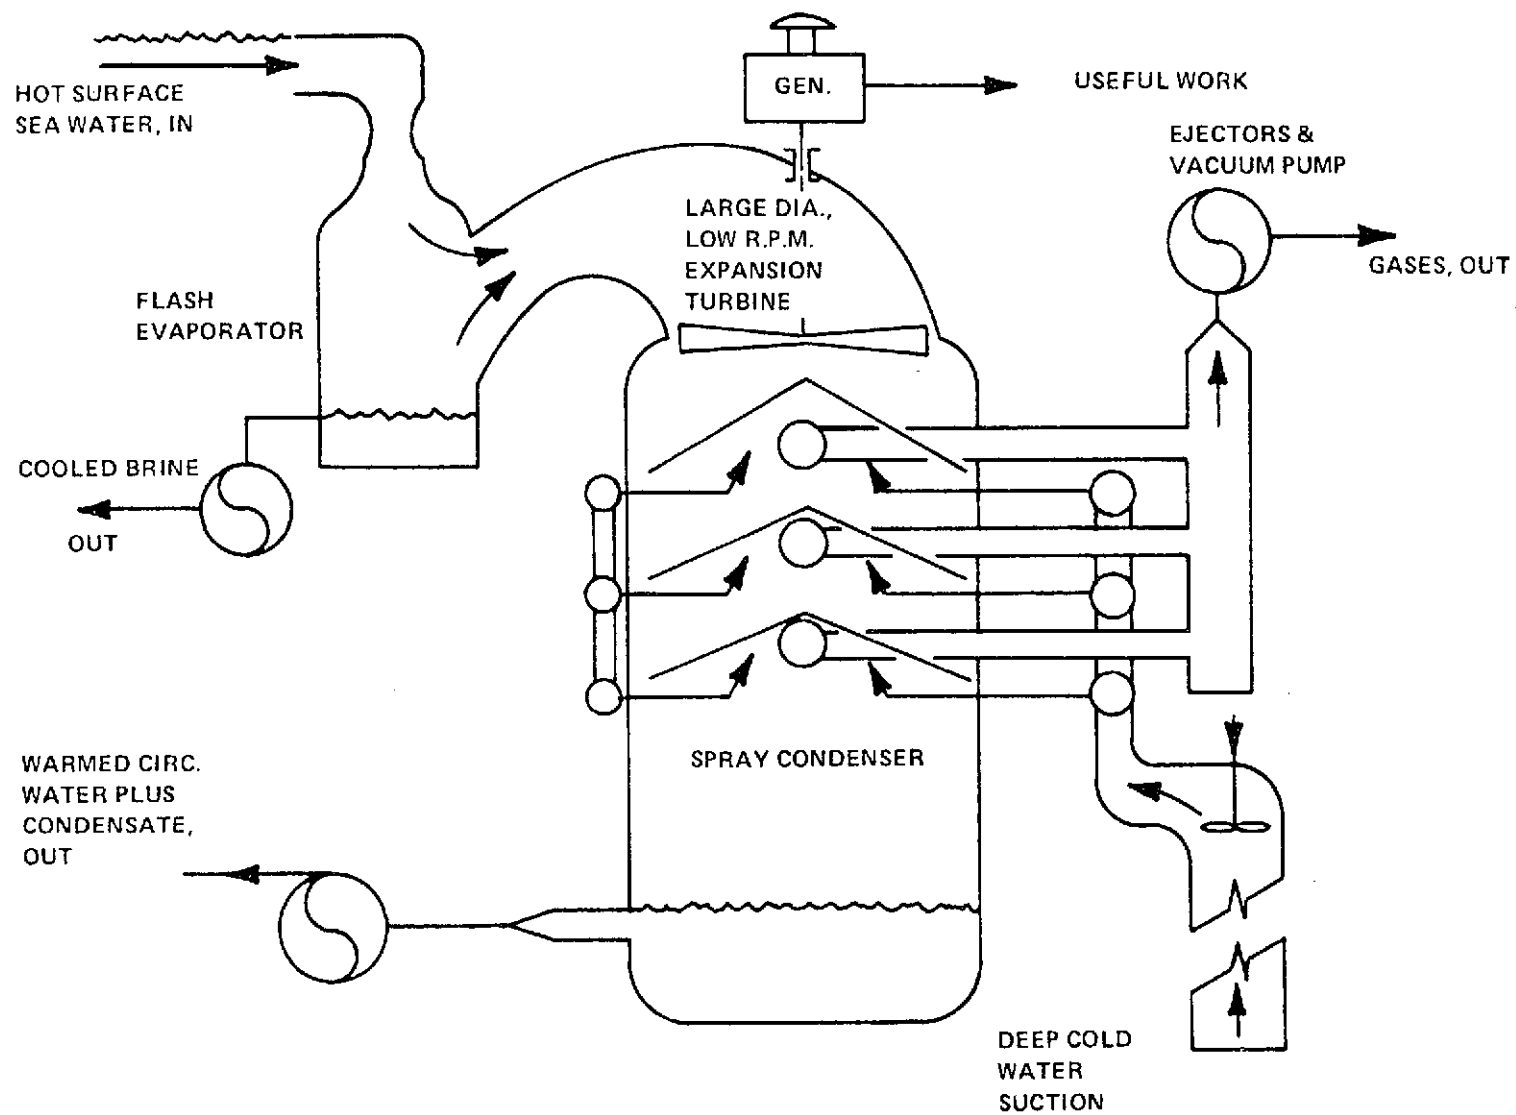 HOT SURFACE
SEA WATER, IN
GEN.
USEFUL WORK
EJECTORS &
VACUUM PUMP
GASES, OUT
LARGE DIA.,
LOW R.P.M.
EXPANSION
TURBINE
FLASH
EVAPORATOR
COOLED BRINE
OUT
SPRAY CONDENSER
WARMED CIRC.
WATER PLUS
CONDENSATE,
OUT
DEEP COLD
WATER
SUCTION